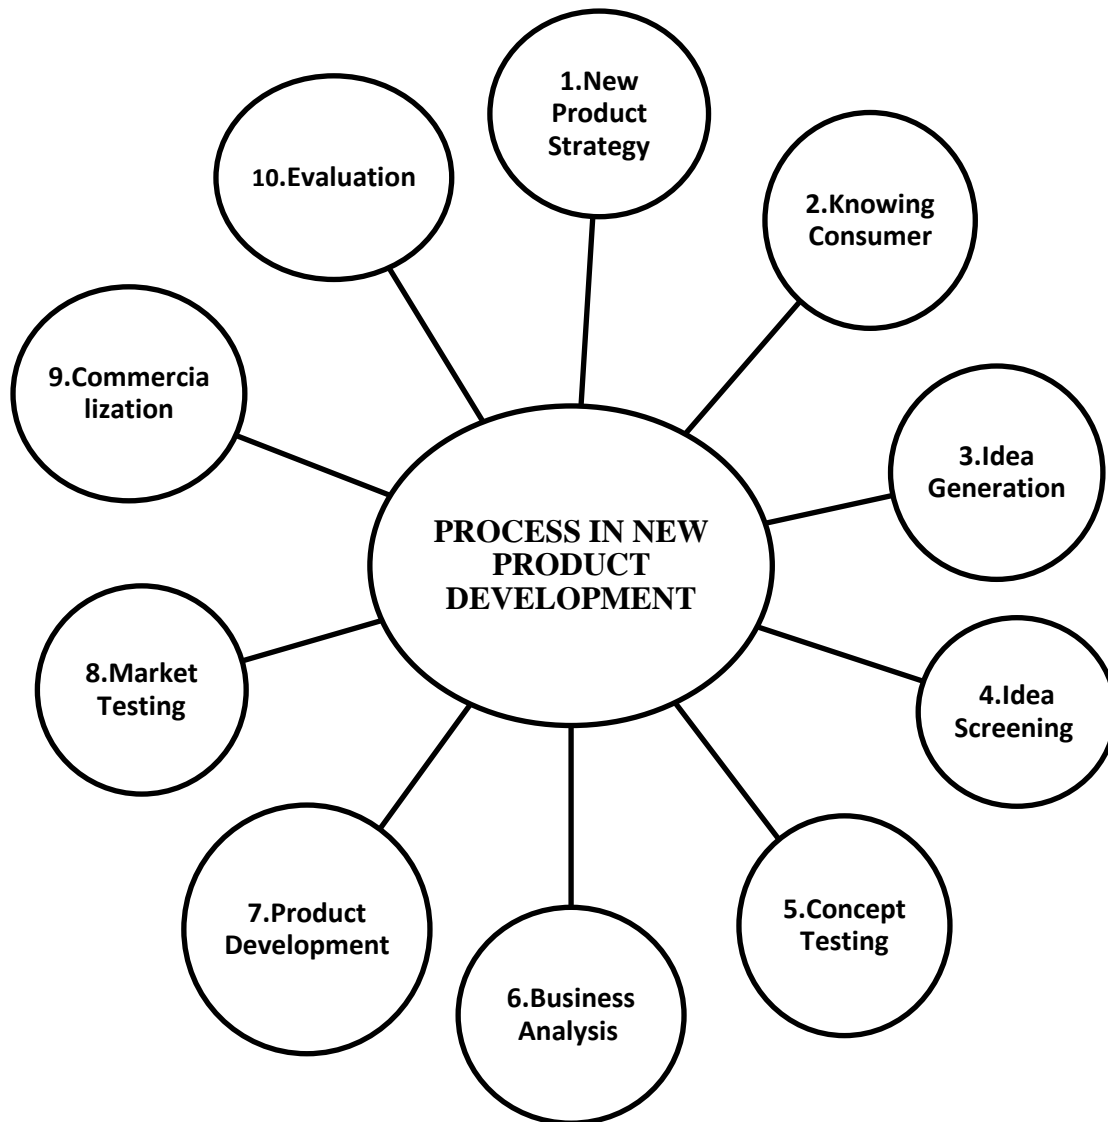 1.New
Product
Strategy
2.Knowing
Consumer
3.Idea
Generation
4.Idea
Screening
5.Concept
Testing
6.Business
Analysis
7.Product
Development
8.Market
Testing
9.Commercia
lization
10.Evaluation
PROCESS IN NEW
PRODUCT
DEVELOPMENT